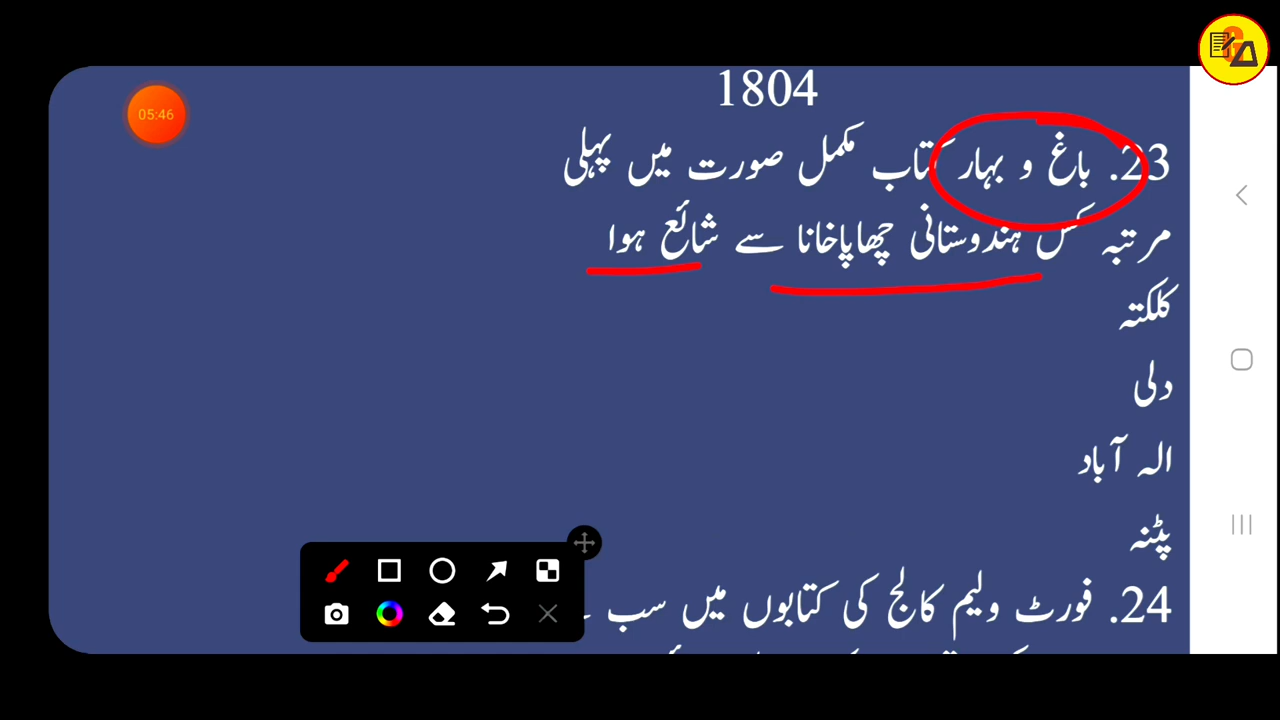 1804
05:46
23. باغ و بہار کتاب مکمل صورت میں پہلی
مرتبہ کس ہندوستانی چھاپاخانا سے شائع ہوا
کلکتہ
دلی
الہ آباد
پٹنہ
24. فورٹ ولیم کالج کی کتابوں میں سب